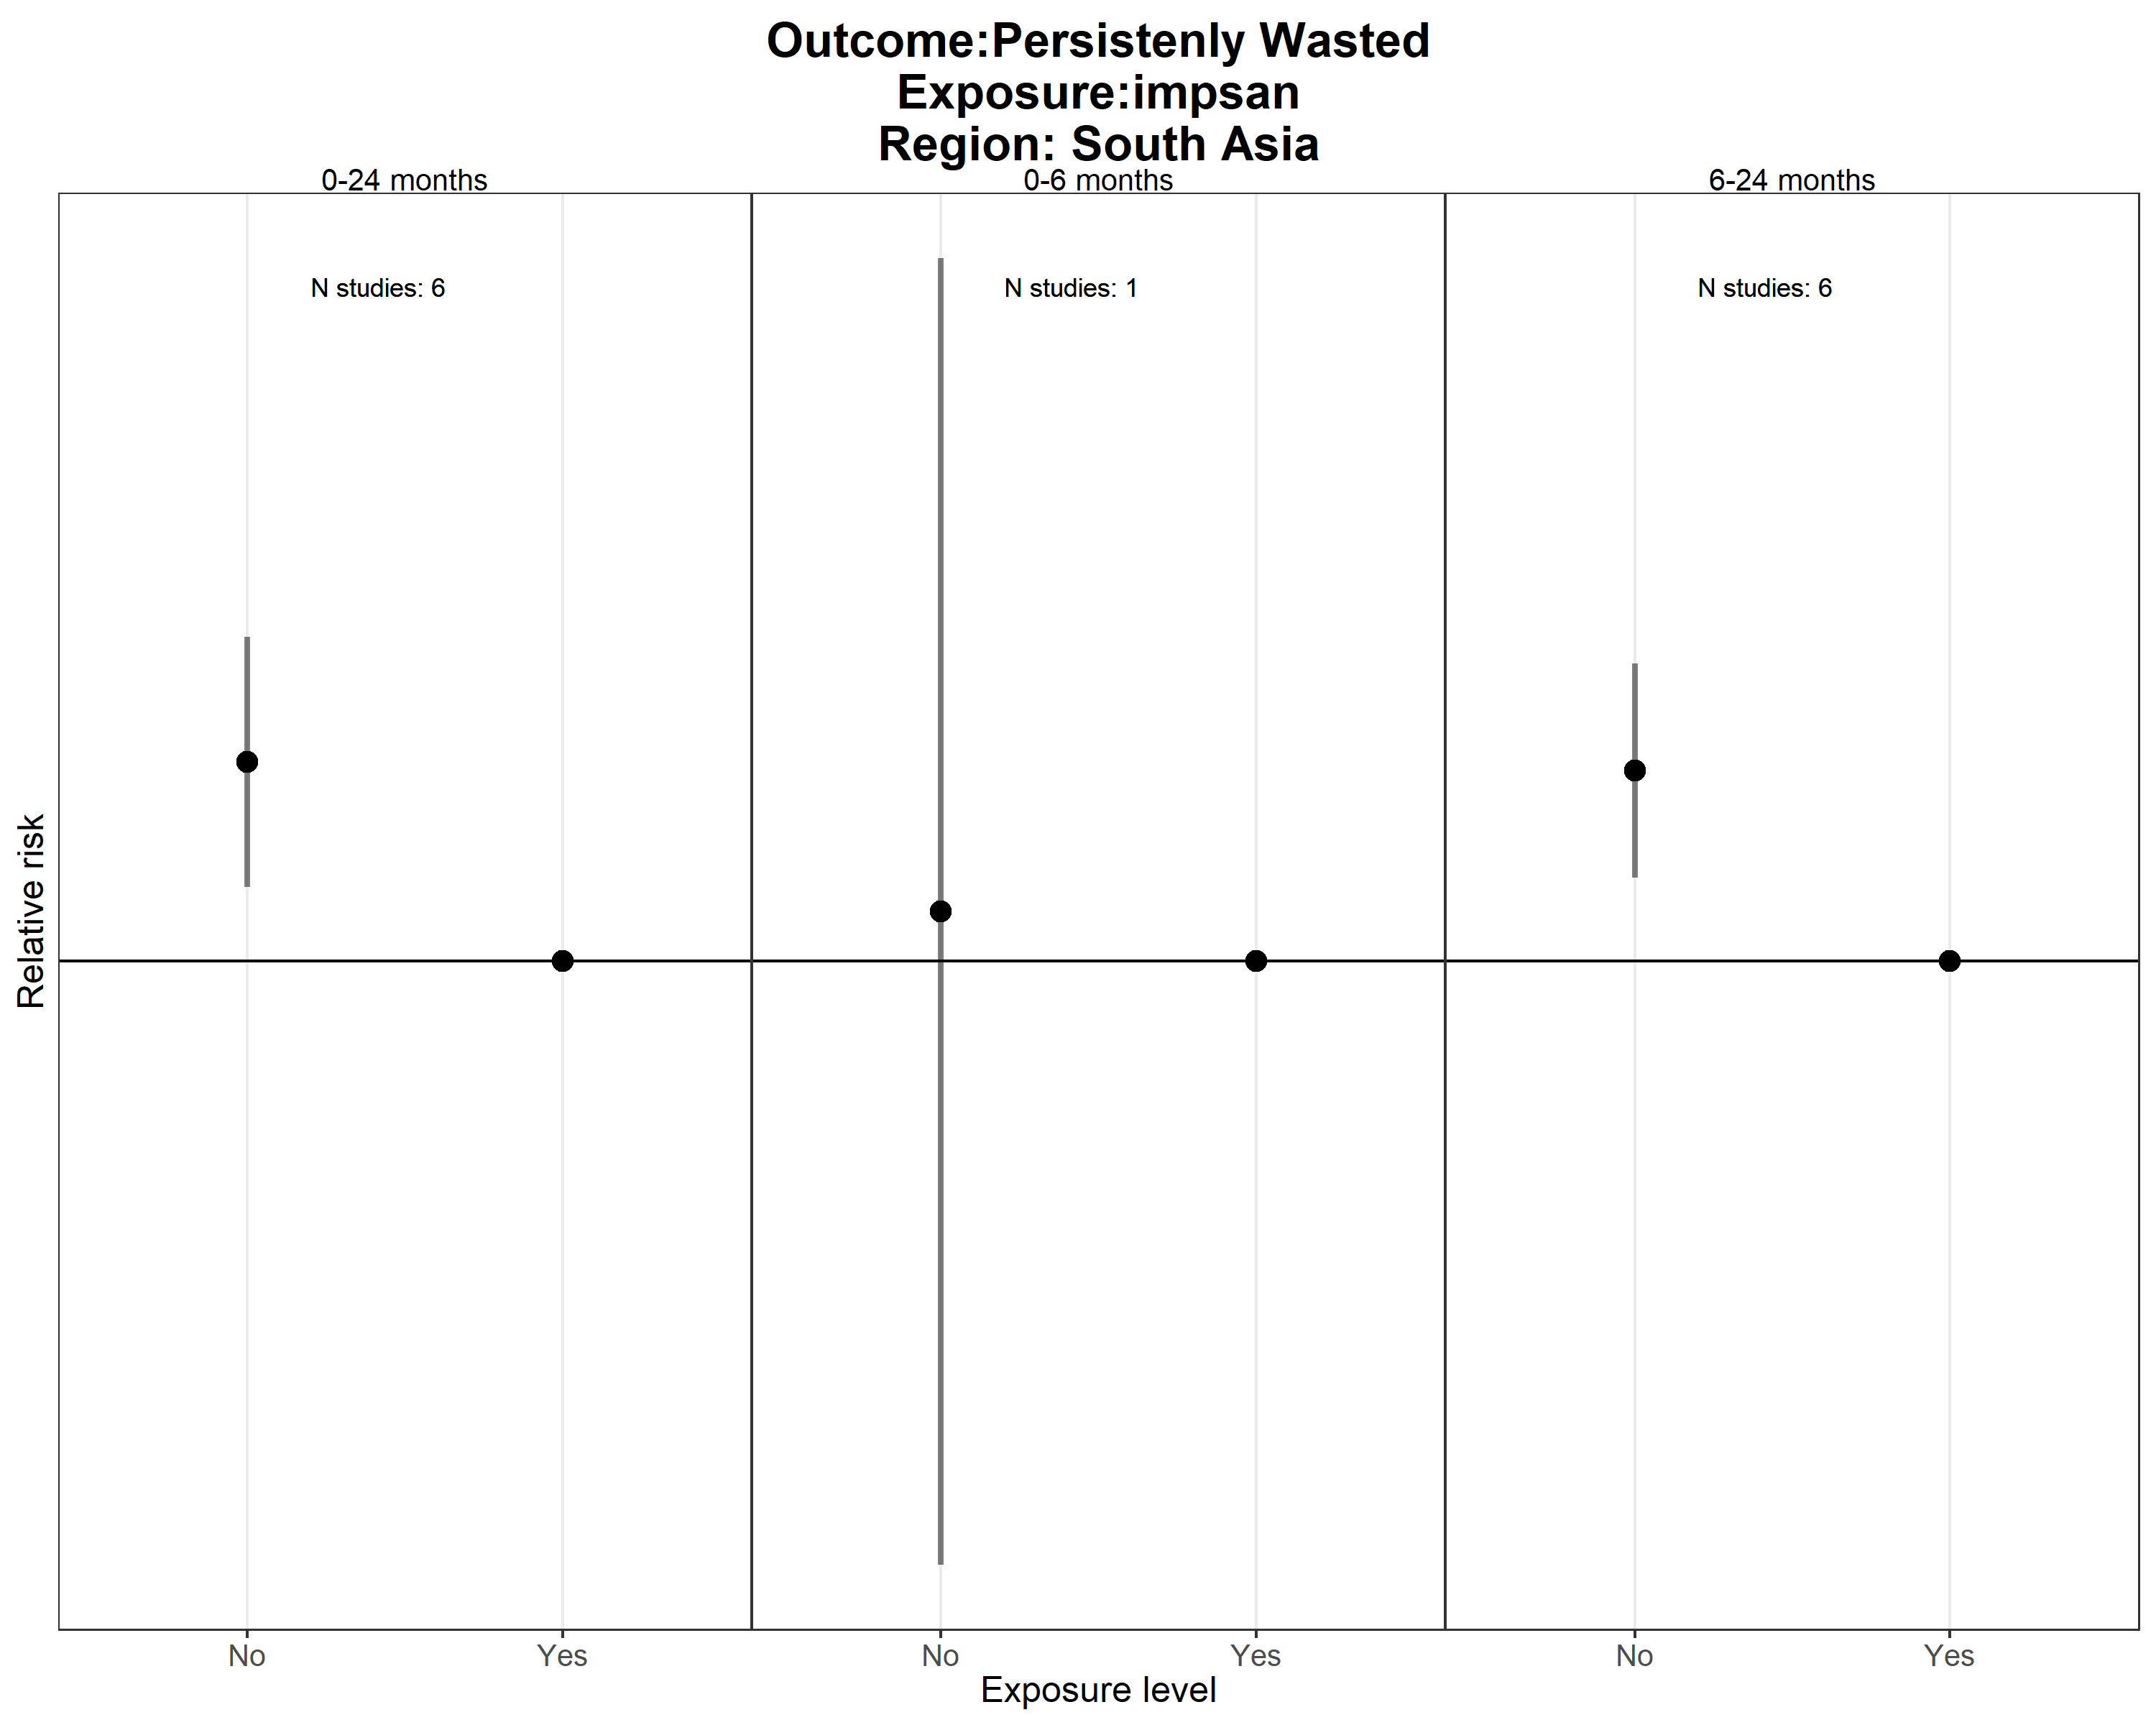 Outcome:Persistenly Wasted
Exposure:impsan
Region: South Asia
0-24 months
0-6 months
6-24 months
N studies: 6
N studies: 1
N studies: 6
Relative risk
No
Yes
No
Yes
No
Yes
Exposure level